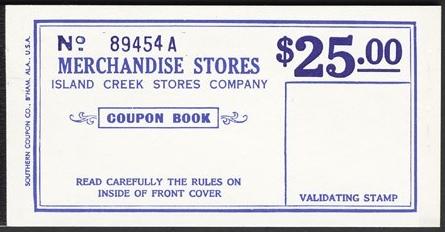 No. 89454 A
$25.00
MERCHANDISE STORES
ISLAND CREEK STORES COMPANY
COUPON BOOK
READ CAREFULLY THE RULES ON
INSIDE OF FRONT COVER
VALIDATING STAMP
SOUTHERN COUPON CO., B'HAM, ALA., U.S.A.